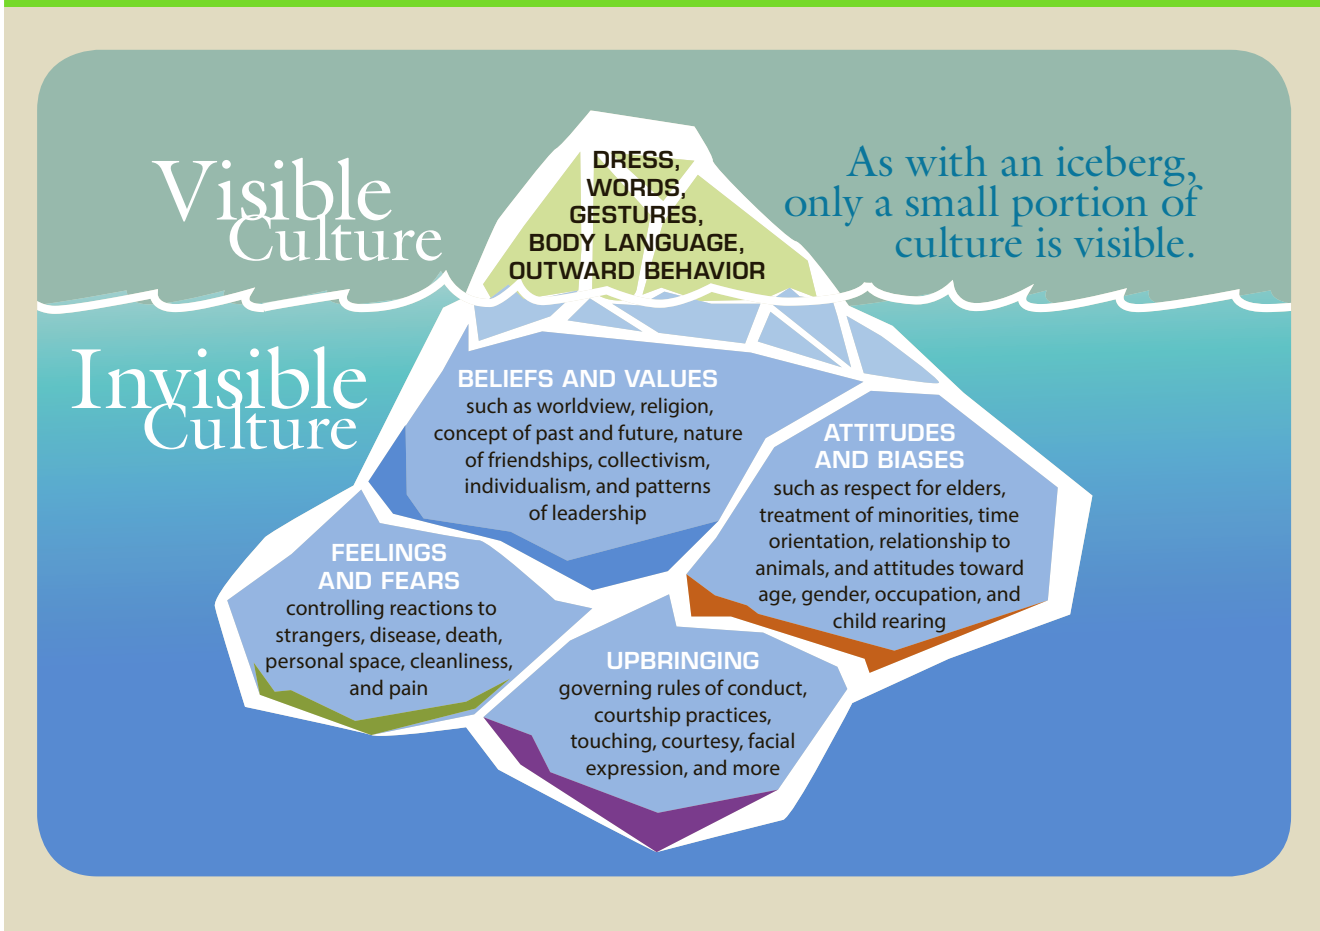 Visible
Culture
As with an iceberg,
only a small portion of
culture is visible.
DRESS,
WORDS,
GESTURES,
BODY LANGUAGE,
OUTWARD BEHAVIOR
Invisible
Culture
BELIEFS AND VALUES
such as worldview, religion,
concept of past and future, nature
of friendships, collectivism,
individualism, and patterns
of leadership
ATTITUDES
AND BIASES
such as respect for elders,
treatment of minorities, time
orientation, relationship to
animals, and attitudes toward
age, gender, occupation, and
child rearing
FEELINGS
AND FEARS
controlling reactions to
strangers, disease, death,
personal space, cleanliness,
and pain
UPBRINGING
governing rules of conduct,
courtship practices,
touching, courtesy, facial
expression, and more